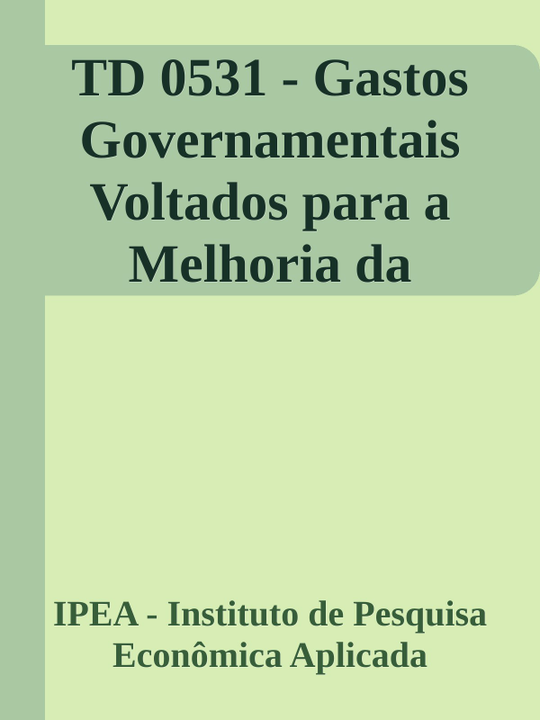 TD 0531 - Gastos
Governamentais
Voltados para a
Melhoria da
IPEA - Instituto de Pesquisa
Econômica Aplicada